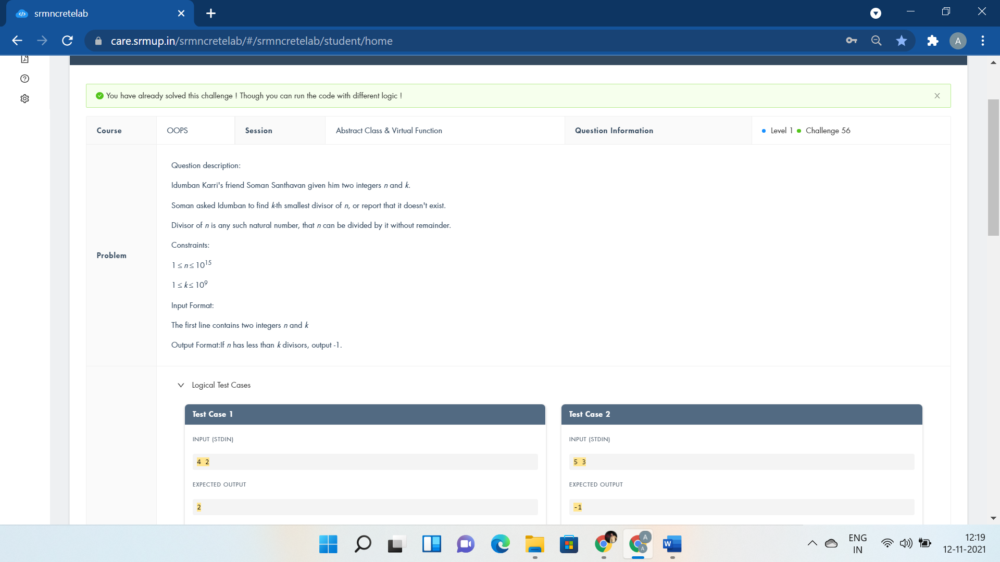 srmncretelab
care.srmup.in/srmncretelab/#/srmncretelab/student/home
A
You have already solved this challenge ! Though you can run the code with different logic !
Course OOPS Session Abstract Class & Virtual Function Question Information Level 1 Challenge 56
Problem
Question description:
Idumban Karri's friend Soman Santhavan given him two integers n and k.
Soman asked Idumban to find k-th smallest divisor of n, or report that it doesn't exist.
Divisor of n is any such natural number, that n can be divided by it without remainder.
Constraints:
1 ≤ n ≤ 10^15
1 ≤ k ≤ 10^9
Input Format:
The first line contains two integers n and k
Output Format:If n has less than k divisors, output -1.
Logical Test Cases
Test Case 1
INPUT (STDIN)
4 2
EXPECTED OUTPUT
2
Test Case 2
INPUT (STDIN)
5 3
EXPECTED OUTPUT
-1
A
A
W
ENG
IN
12:19
12-11-2021